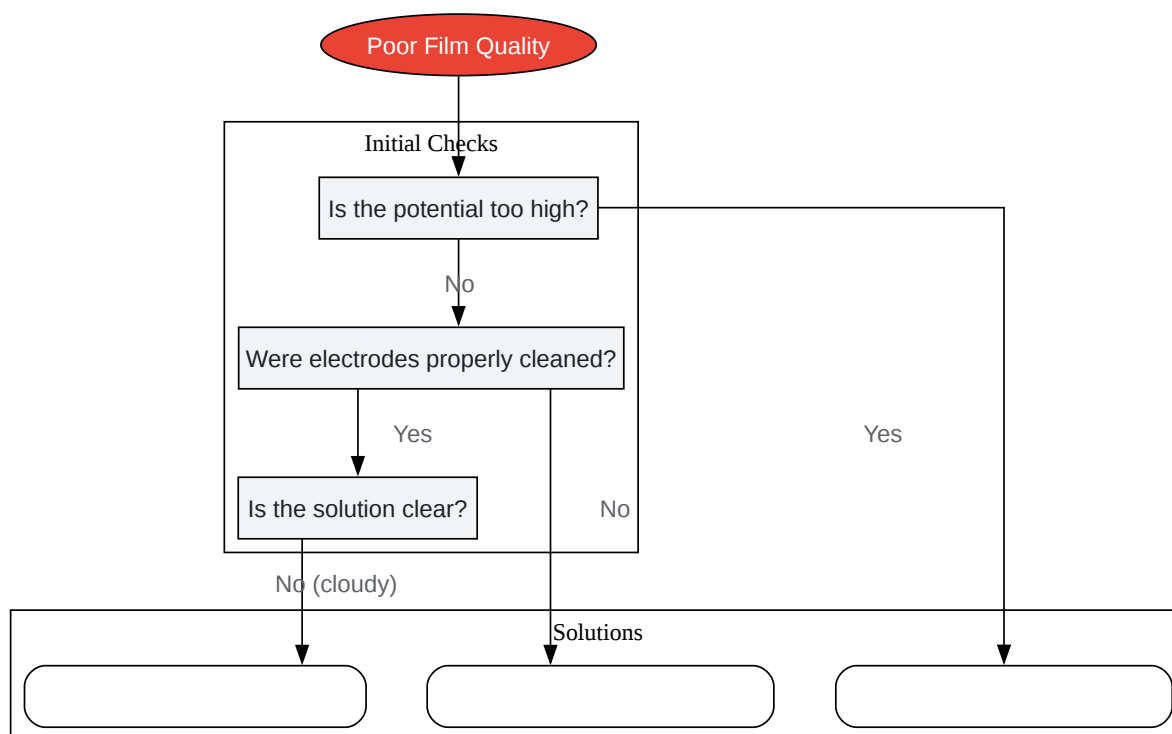 Poor Film Quality
Initial Checks
Is the potential too high?
No
Were electrodes properly cleaned?
Yes
Yes
Is the solution clear?
No
No (cloudy)
Solutions